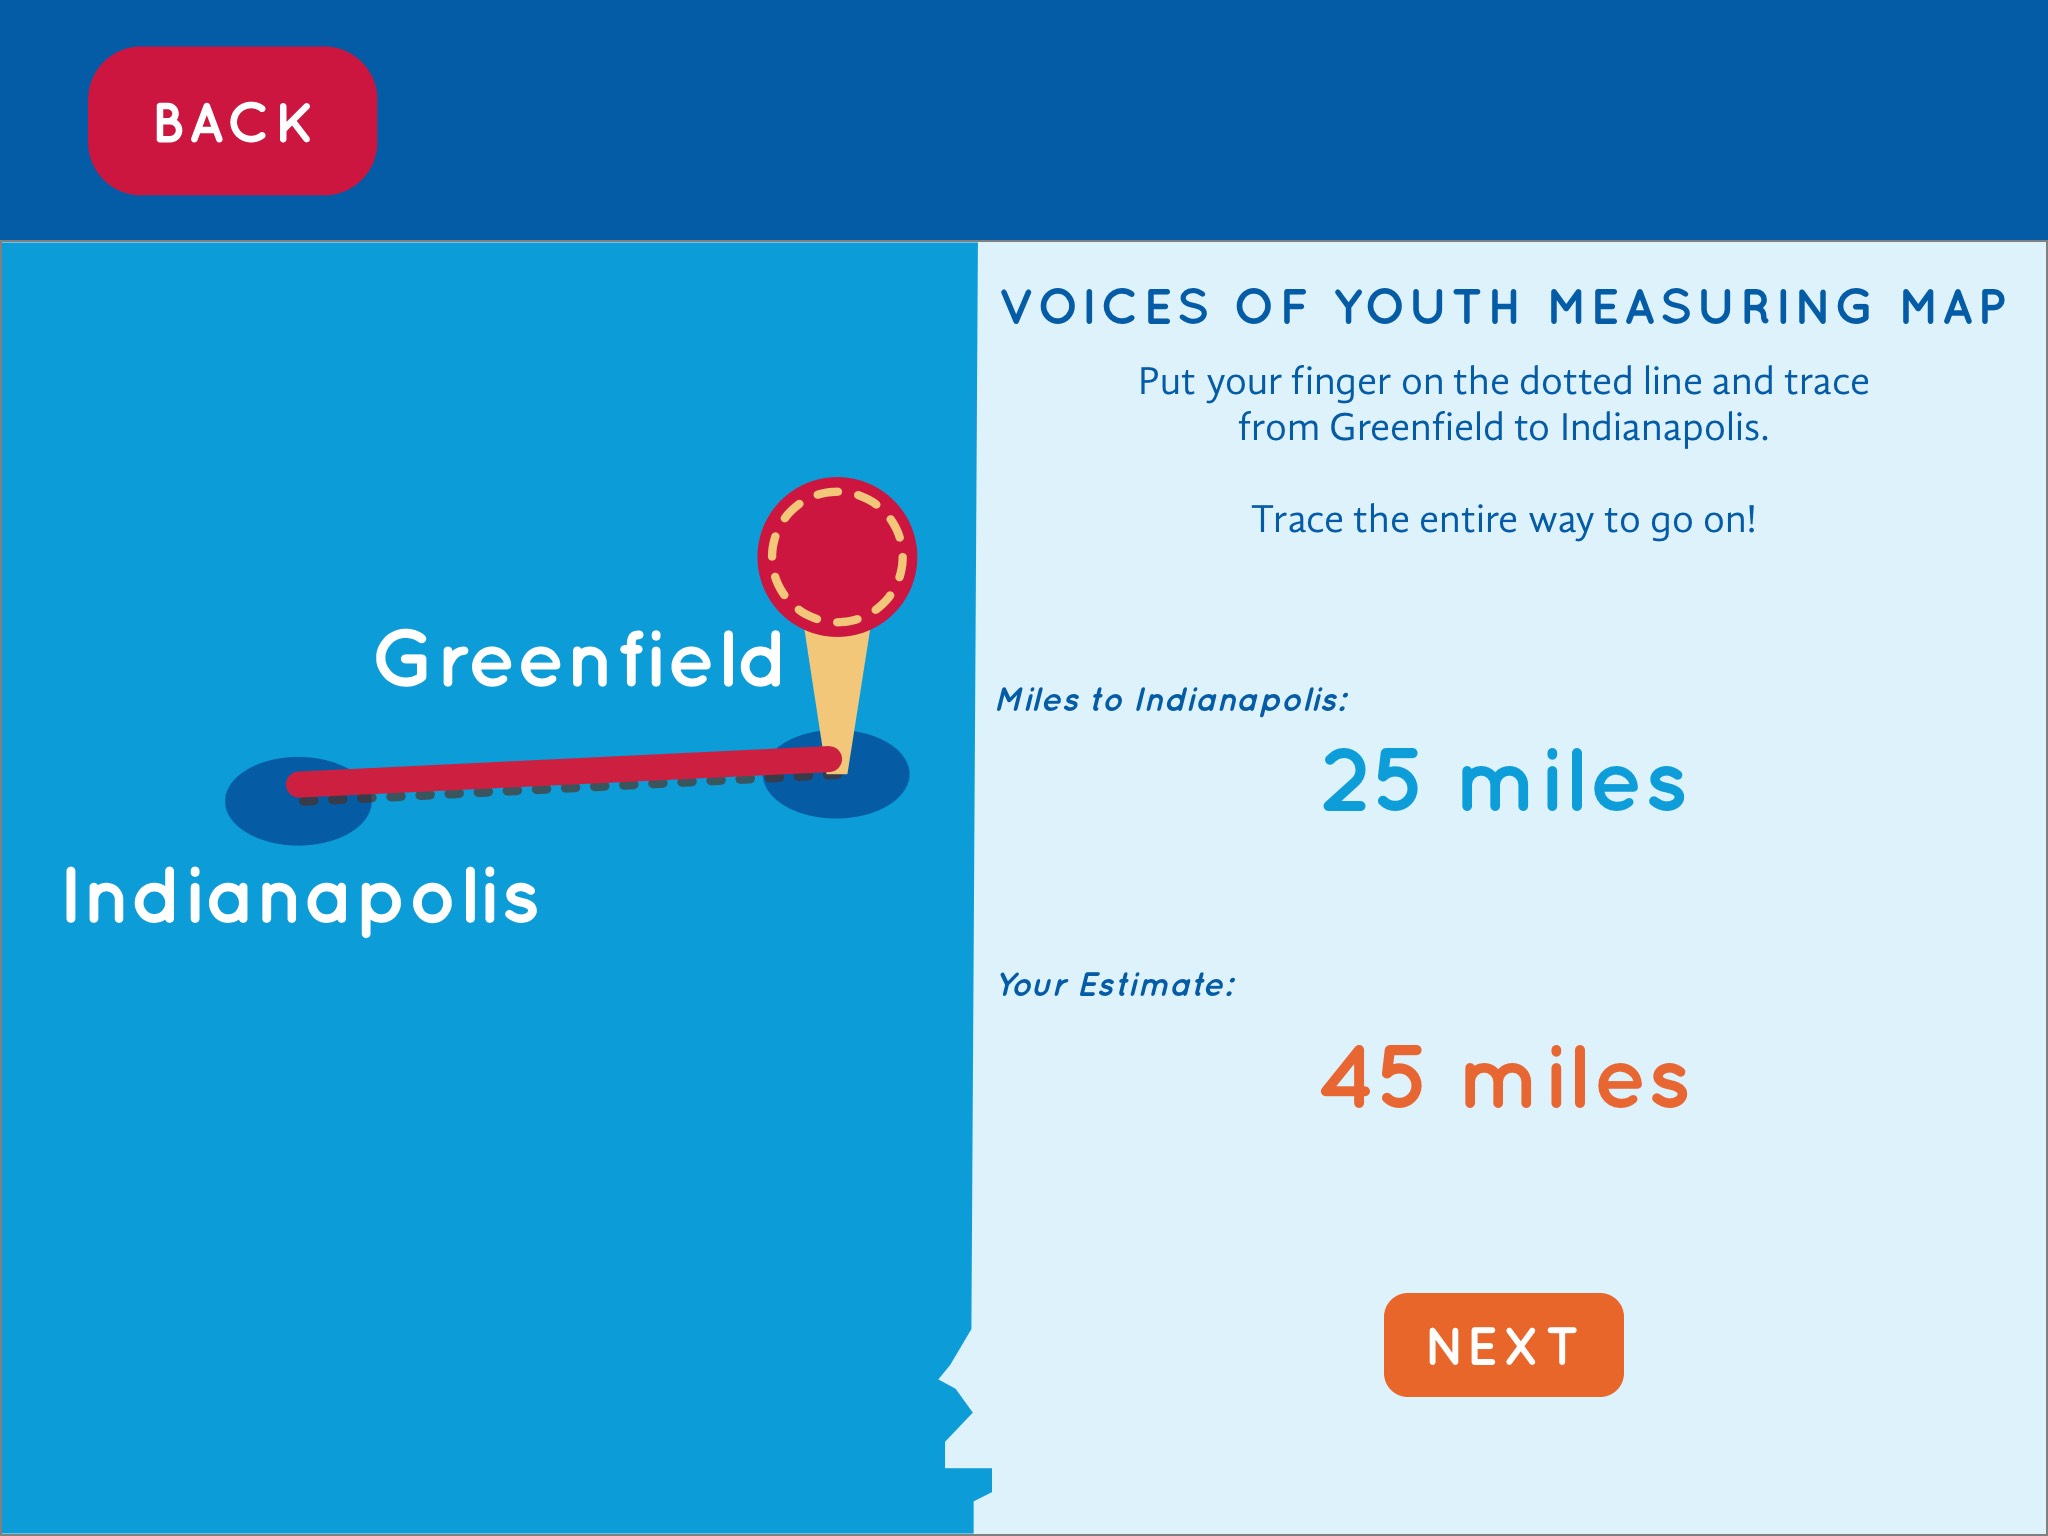 BACK
VOICES OF YOUTH MEASURING MAP
Put your finger on the dotted line and trace
from Greenfield to Indianapolis.
Trace the entire way to go on!
Greenfield
Indianapolis
Miles to Indianapolis:
25 miles
Your Estimate:
45 miles
NEXT